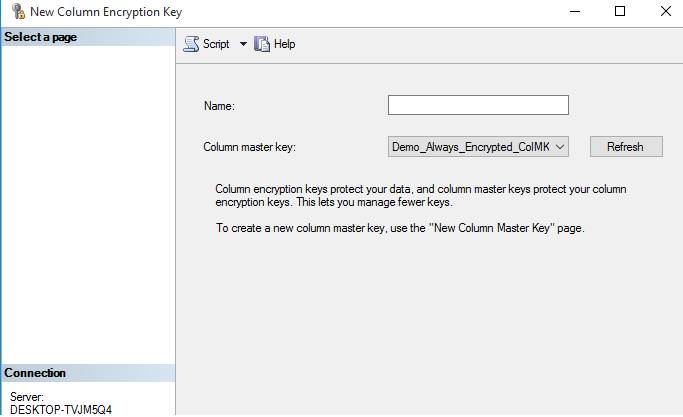 New Column Encryption Key
Select a page
Script
Help
Name:
Column master key:
Demo_Always_Encrypted_ColMK
Refresh
Column encryption keys protect your data, and column master keys protect your column
encryption keys. This lets you manage fewer keys.
To create a new column master key, use the "New Column Master Key" page.
Connection
Server:
DESKTOP-TVJM5Q4